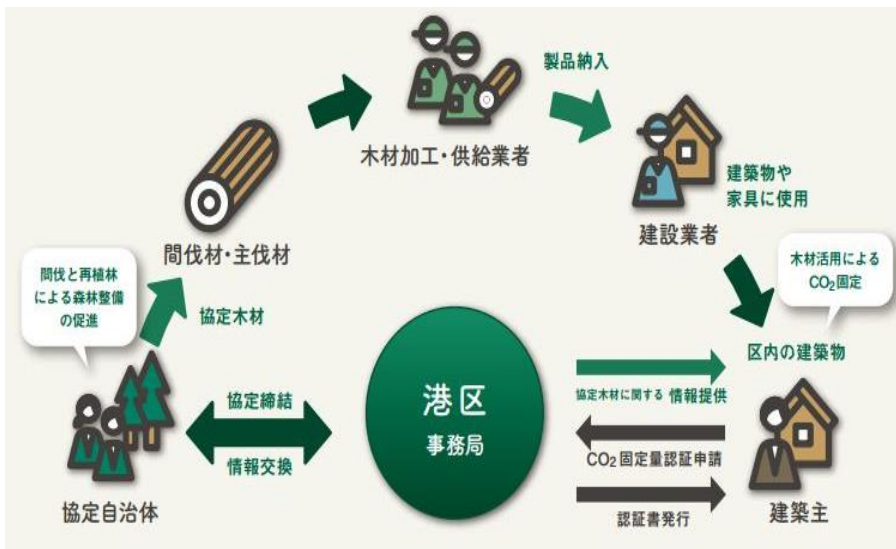 製品納入
木材加工・供給業者
建築物や
家具に使用
建設業者
間伐材・主伐材
間伐と再植林
による森林整備
の促進
木材活用による
CO₂固定
協定木材
区内の建築物
港区
事務局
協定締結
情報交換
協定木材に関する 情報提供
CO₂固定量認証申請
認証書発行
協定自治体
建築主